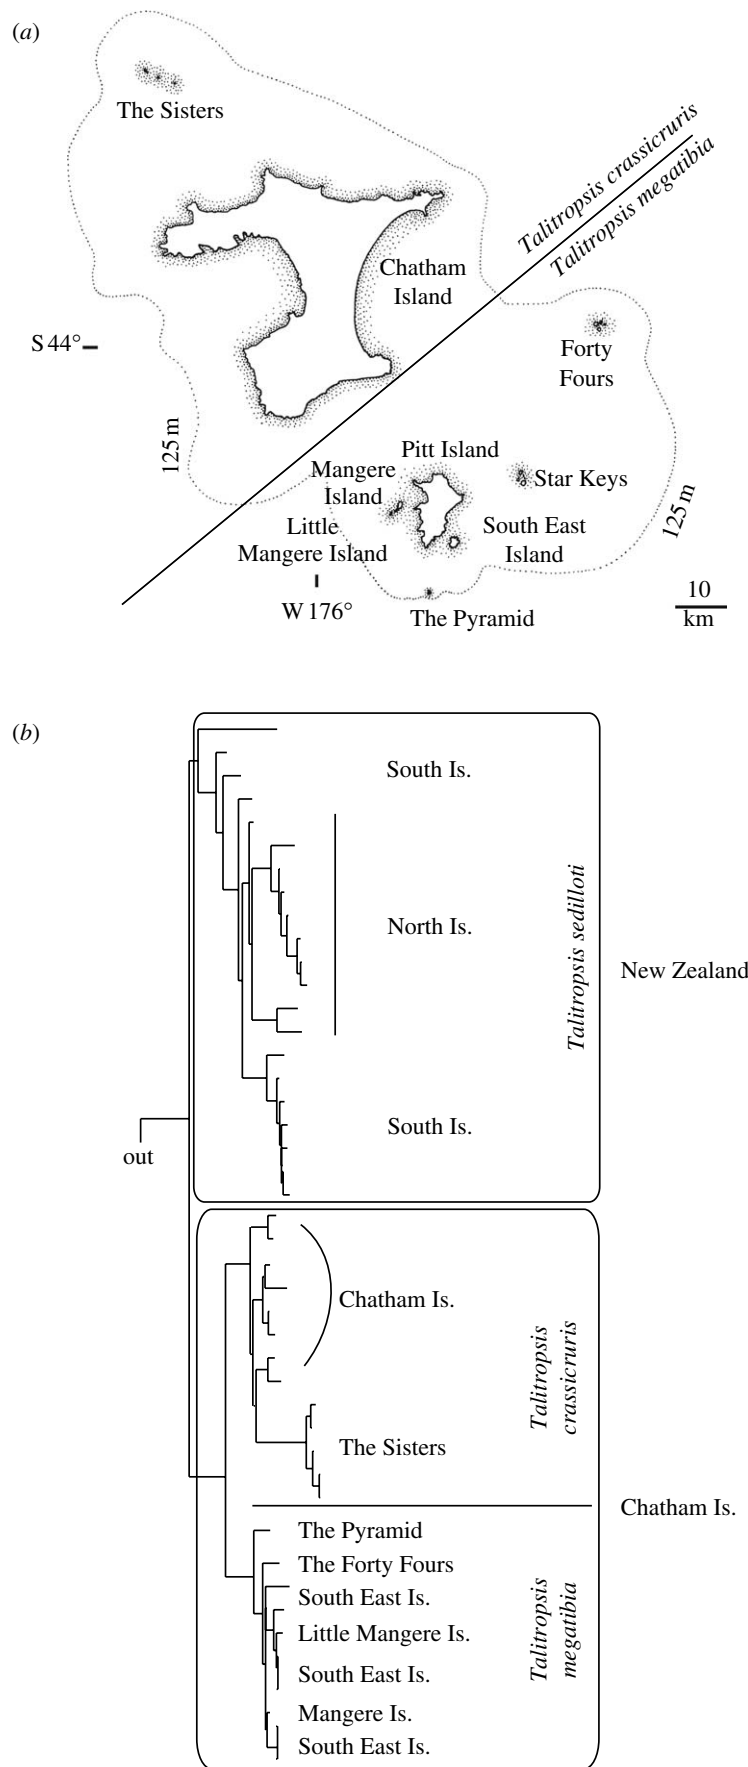 (a)
The Sisters
Talitropsis crassicruris
Talitropsis megatibia
Chatham
Island
S 44°
Forty
Fours
125 m
Pitt Island
Mangere
Island
Star Keys
Little
Mangere Island
South East
Island
125 m
W 176°
The Pyramid
10
km
(b)
South Is.
North Is.
Talitropsis sedilloti
New Zealand
South Is.
out
Chatham Is.
Talitropsis
crassicruris
The Sisters
Chatham Is.
The Pyramid
The Forty Fours
South East Is.
Little Mangere Is.
South East Is.
Mangere Is.
South East Is.
Talitropsis
megatibia